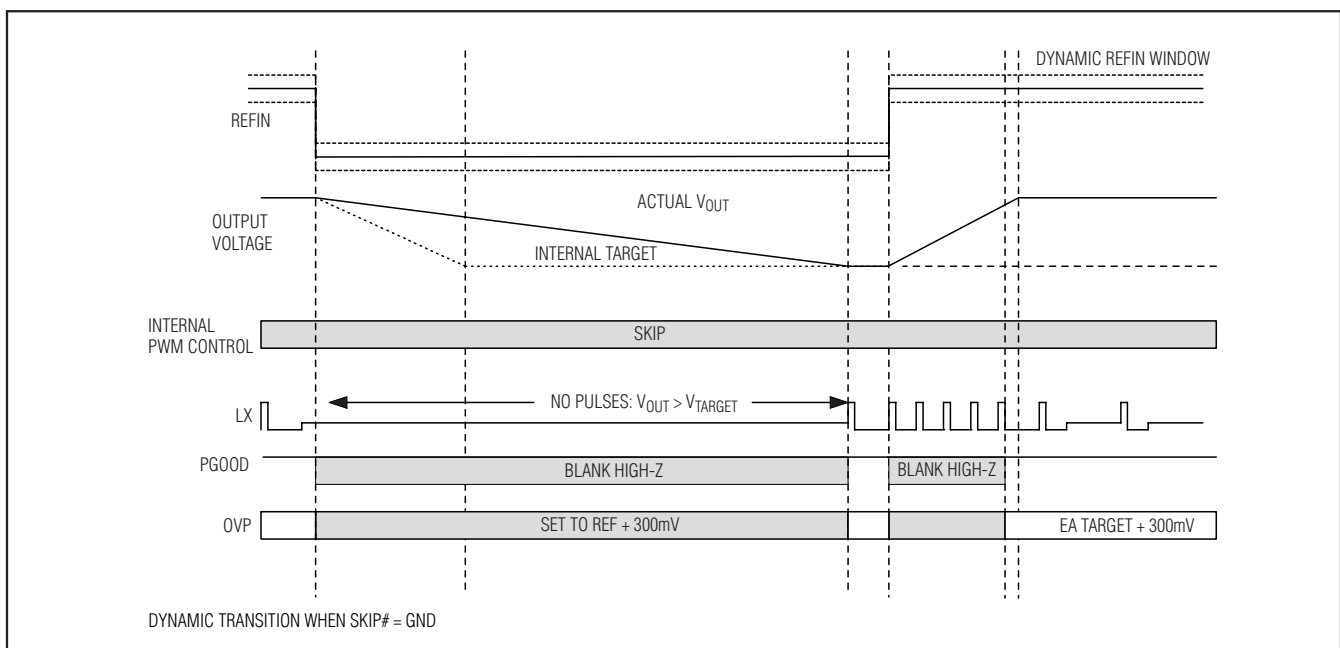 DYNAMIC REFIN WINDOW
REFIN
ACTUAL VOUT
OUTPUT
VOLTAGE
INTERNAL TARGET
INTERNAL
PWM CONTROL
SKIP
LX
NO PULSES: VOUT > VTARGET
PGOOD
BLANK HIGH-Z
BLANK HIGH-Z
OVP
SET TO REF + 300mV
EA TARGET + 300mV
DYNAMIC TRANSITION WHEN SKIP# = GND